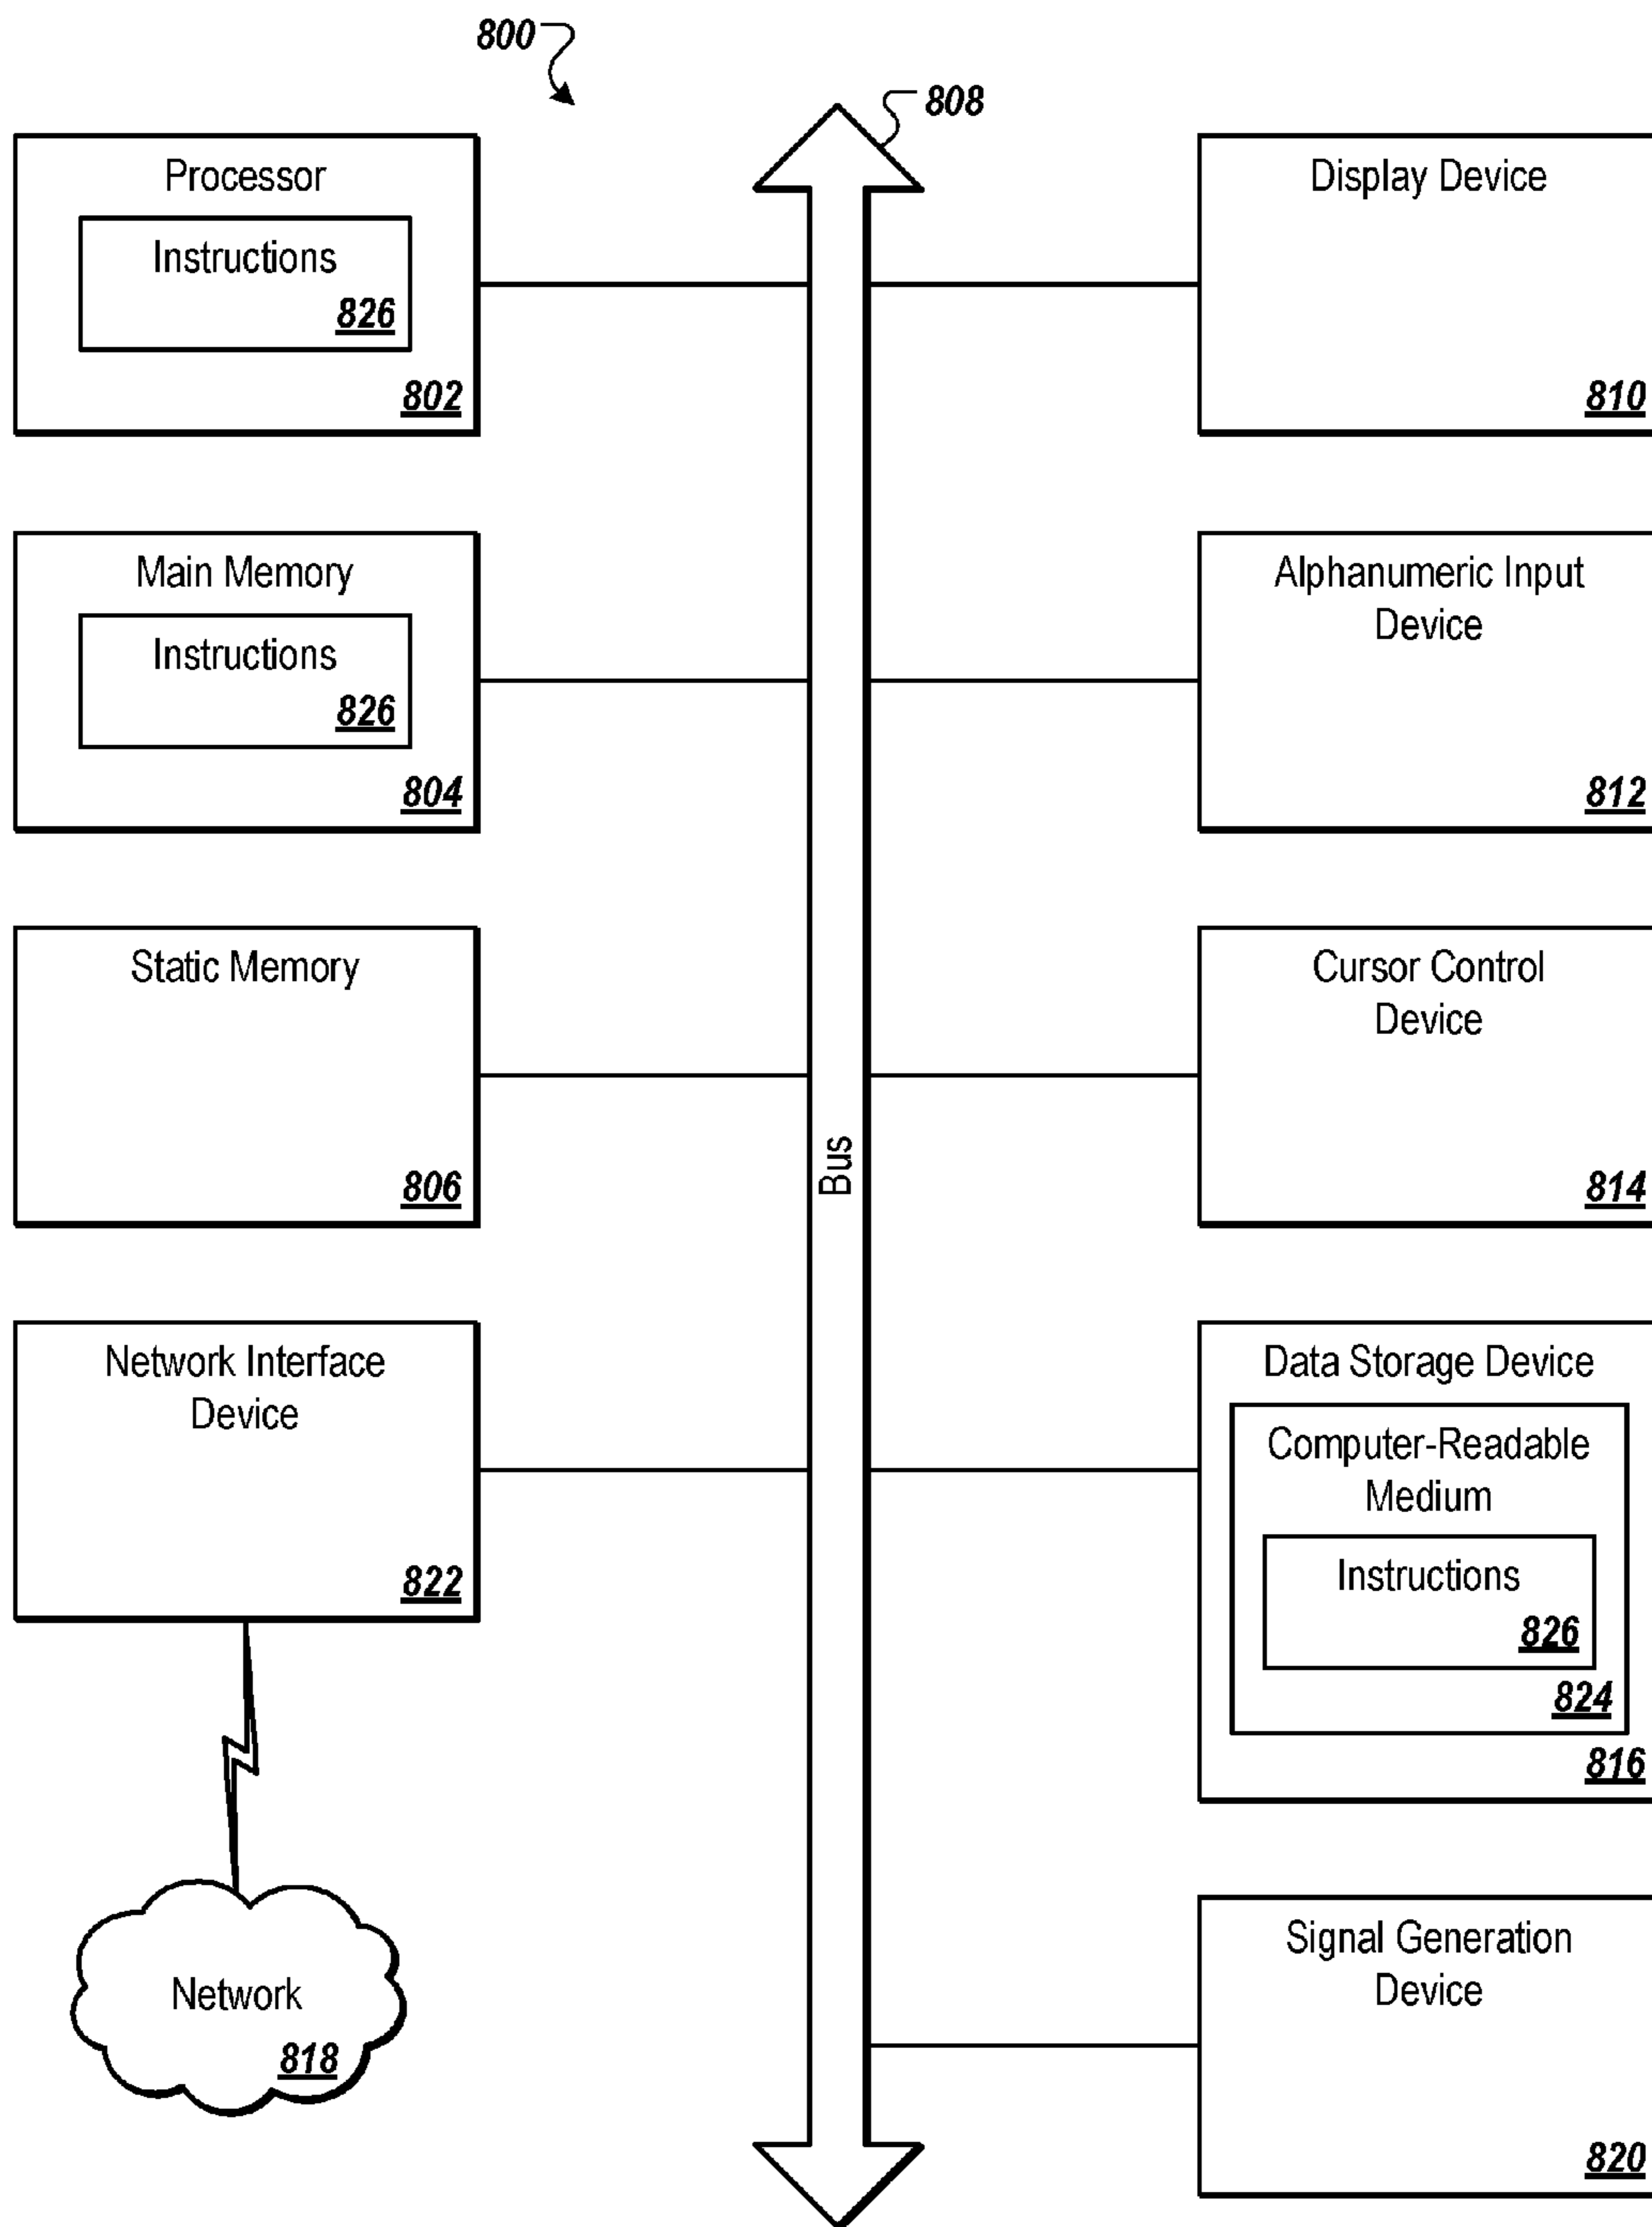 800
808
Processor
Instructions
826
802
Display Device
810
Main Memory
Instructions
826
804
Alphanumeric Input
Device
812
Static Memory
806
Cursor Control
Device
814
Bus
Network Interface
Device
822
Data Storage Device
Computer-Readable
Medium
Instructions
826
824
816
Network
818
Signal Generation
Device
820